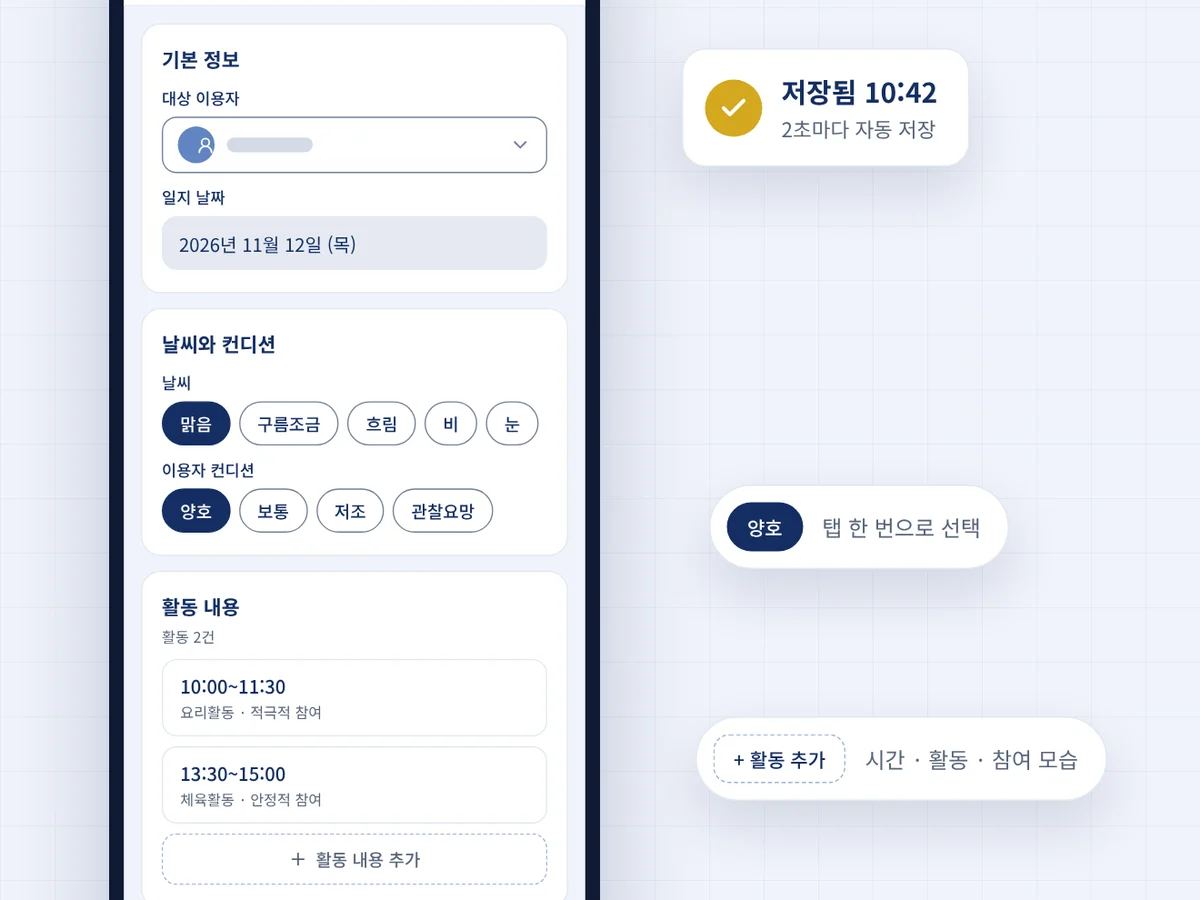 기본 정보
대상 이용자
일지 날짜
2026년 11월 12일 (목)
날씨와 컨디션
날씨
맑음 구름조금 흐림 비 눈
이용자 컨디션
양호 보통 저조 관찰요망
활동 내용
활동 2건
10:00~11:30
요리활동 · 적극적 참여
13:30~15:00
체육활동 · 안정적 참여
+ 활동 내용 추가
저장됨 10:42
2초마다 자동 저장
양호 탭 한 번으로 선택
+ 활동 추가 시간 · 활동 · 참여 모습